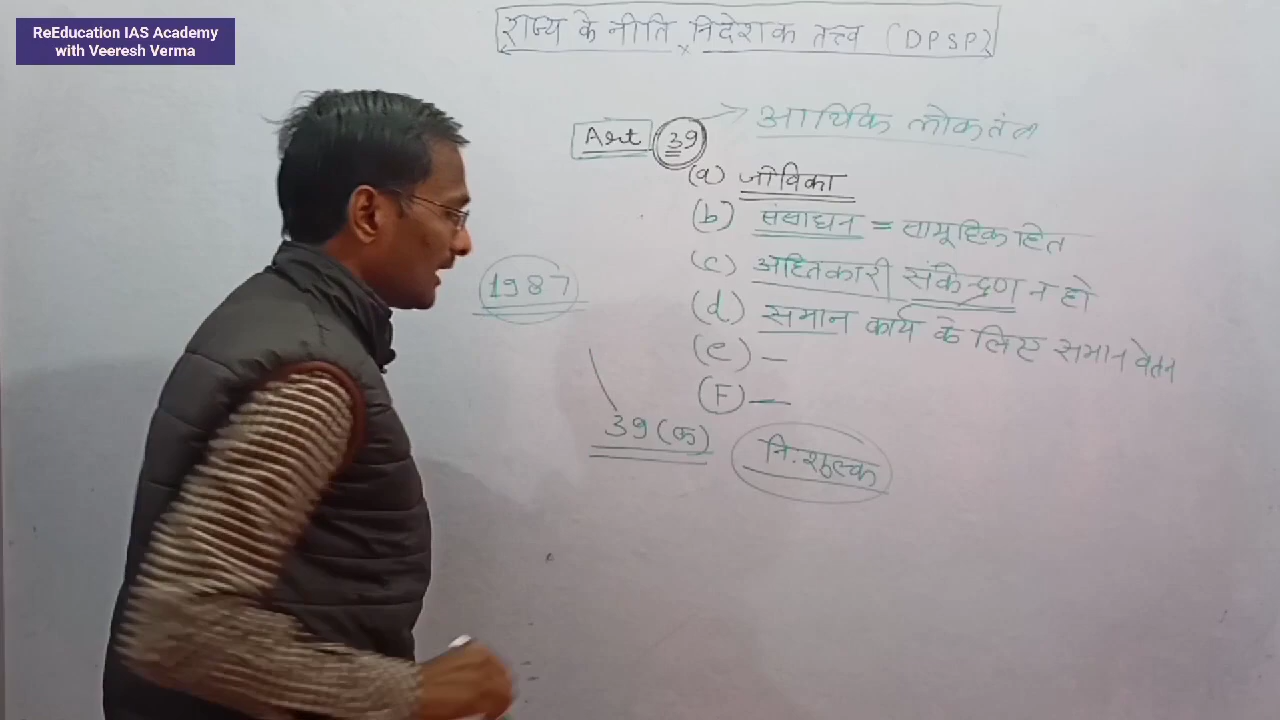 ReEducation IAS Academy
with Veeresh Verma
राज्य के नीति निदेशक तत्त्व (DPSP)
Art 39 → आर्थिक लोकतंत्र
(a) जीविका
(b) संसाधन = सामूहिक हित
(c) अहितकारी संकेन्द्रण न हो
(d) समान कार्य के लिए समान वेतन
1987
(e) —
(F) —
39(क) नि:शुल्क